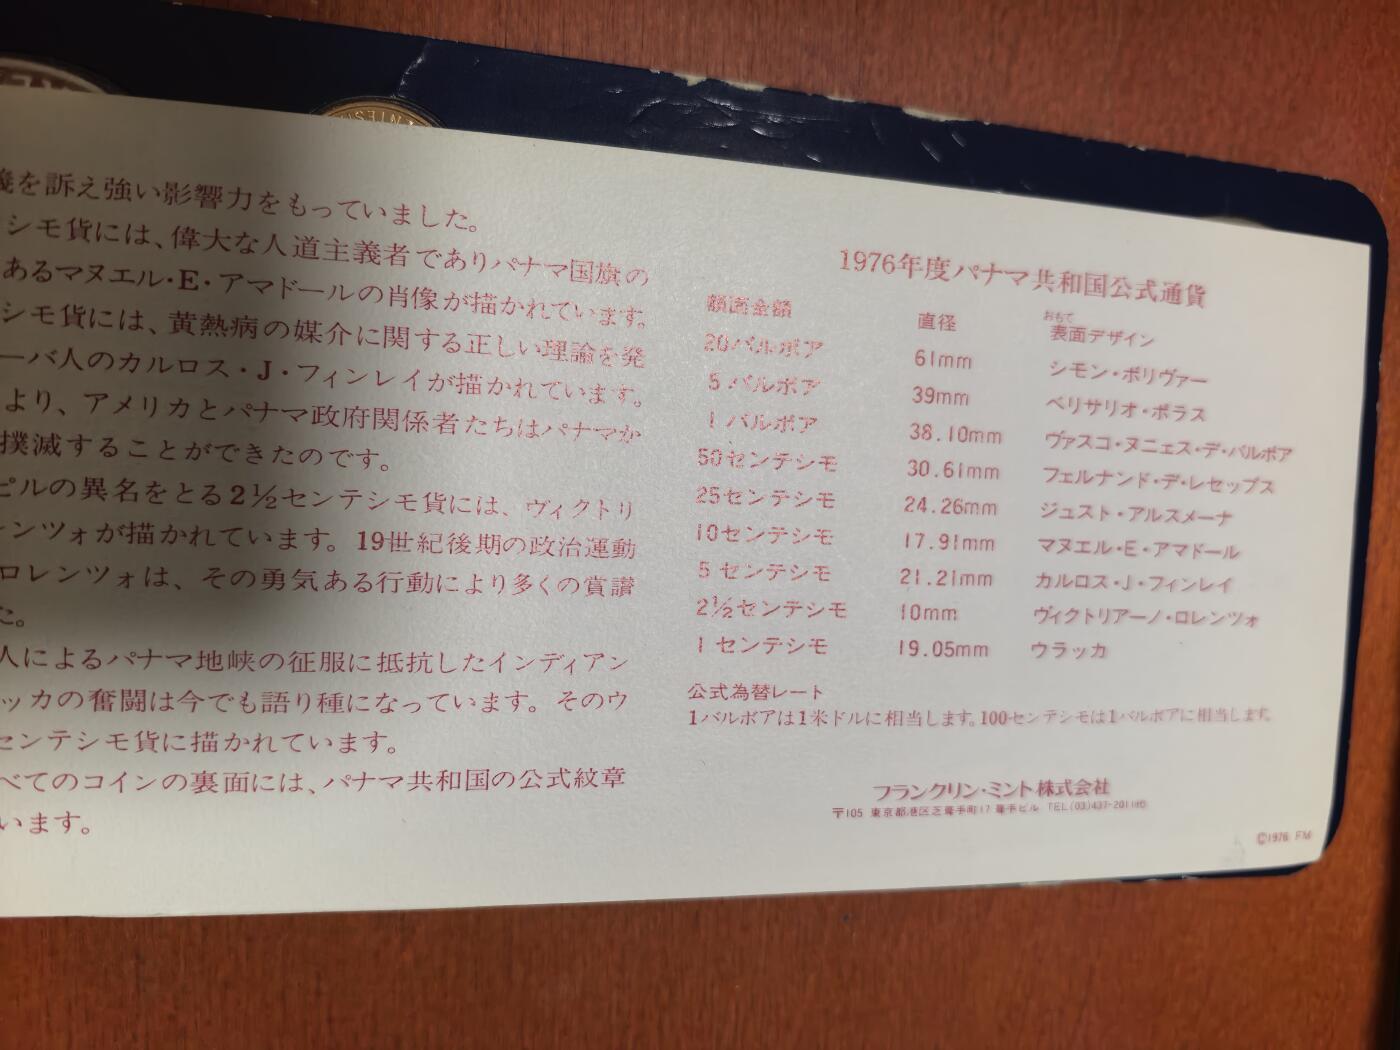 NTES
義を訴え強い影響力をもっていました。
シモ貨には、偉大な人道主義者でありパナマ国旗の
あるマヌエル・E・アマドールの肖像が描かれています。
シモ貨には、黄熱病の媒介に関する正しい理論を発
ーバ人のカルロス・J・フィンレイが描かれています。
より、アメリカとパナマ政府関係者たちはパナマか
撲滅することができたのです。
ピルの異名をとる2½センテシモ貨には、ヴィクトリ
レンツォが描かれています。19世紀後期の政治運動
ロレンツォは、その勇気ある行動により多くの賞讃
た。
人によるパナマ地峡の征服に抵抗したインディアン
ッカの奮闘は今でも語り種になっています。そのウ
センテシモ貨に描かれています。
べてのコインの裏面には、パナマ共和国の公式紋章
います。
1976年度パナマ共和国公式通貨
額面金額 直径 表面デザイン
おもて
20バルボア 61mm シモン・ボリヴァー
5 バルボア 39mm ベリサリオ・ポラス
1 バルボア 38.10mm ヴァスコ・ヌニェス・デ・バルボア
50センテシモ 30.61mm フェルナンド・デ・レセップス
25センテシモ 24.26mm ジュスト・アルスメーナ
10センテシモ 17.91mm マヌエル・E・アマドール
5 センテシモ 21.21mm カルロス・J・フィンレイ
2½センテシモ 10mm ヴィクトリアーノ・ロレンツォ
1 センテシモ 19.05mm ウラッカ
公式為替レート
1バルボアは1米ドルに相当します。100センテシモは1バルボアに相当します。
フランクリン・ミント株式会社
〒105 東京都港区芝琴平町17 琴平ビル TEL (03)437-2011㈹
©1976 FM